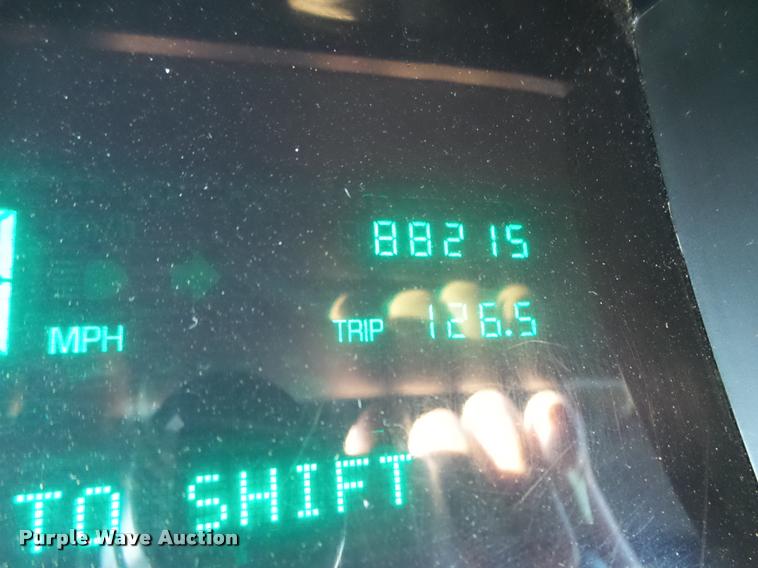 88215
MPH
TRIP 126.5
TO SHIFT
Purple Wave Auction